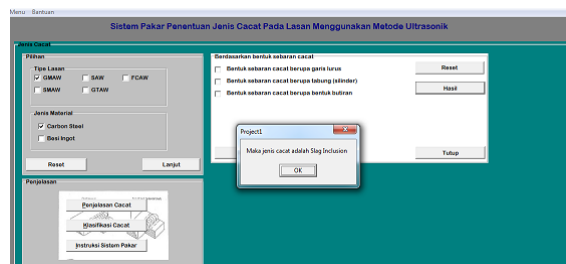 Menu Bantuan
Sistem Pakar Penentuan Jenis Cacat Pada Lasan Menggunakan Metode Ultrasonik
Jenis Cacat
Pilihan
Tipe Lasan
GMAW SAW FCAW
SMAW GTAW
Jenis Material
Carbon Steel
Besi Ingot
Reset Lanjut
Berdasarkan bentuk sebaran cacat
Bentuk sebaran cacat berupa garis lurus
Bentuk sebaran cacat berupa tabung (silinder)
Bentuk sebaran cacat berupa bentuk butiran
Reset
Hasil
Tutup
Project1
Maka jenis cacat adalah Slag Inclusion
OK
Penjelasan
Penjelasan Cacat
Klasifikasi Cacat
Instruksi Sistem Pakar